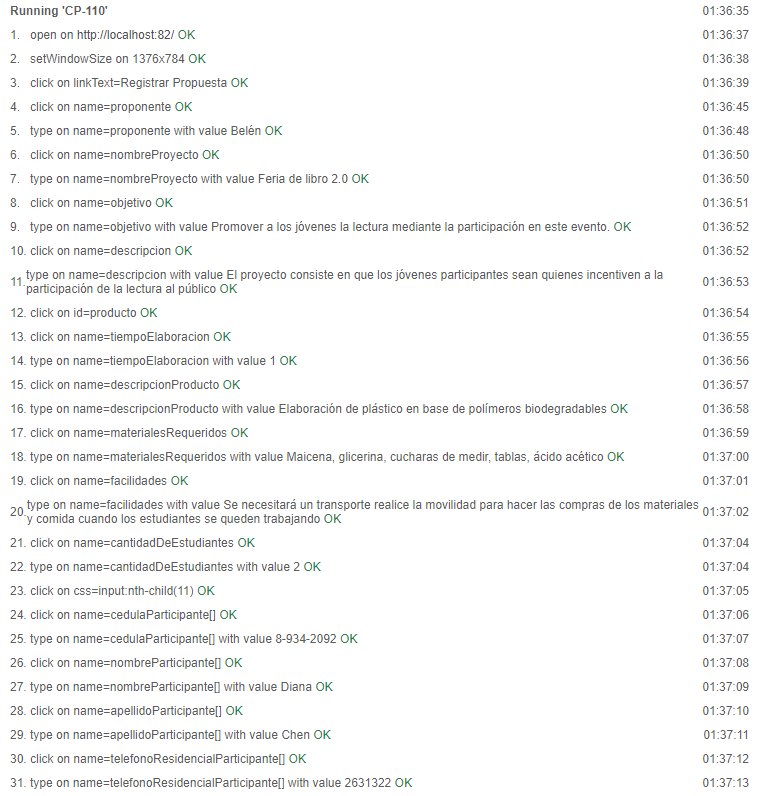 Running 'CP-110' 01:36:35
1. open on http://localhost:82/ OK 01:36:37
2. setWindowSize on 1376x784 OK 01:36:38
3. click on linkText=Registrar Propuesta OK 01:36:39
4. click on name=proponente OK 01:36:45
5. type on name=proponente with value Belén OK 01:36:48
6. click on name=nombreProyecto OK 01:36:50
7. type on name=nombreProyecto with value Feria de libro 2.0 OK 01:36:50
8. click on name=objetivo OK 01:36:51
9. type on name=objetivo with value Promover a los jóvenes la lectura mediante la participación en este evento. OK 01:36:52
10. click on name=descripcion OK 01:36:52
11. type on name=descripcion with value El proyecto consiste en que los jóvenes participantes sean quienes incentiven a la
participación de la lectura al público OK 01:36:53
12. click on id=producto OK 01:36:54
13. click on name=tiempoElaboracion OK 01:36:55
14. type on name=tiempoElaboracion with value 1 OK 01:36:56
15. click on name=descripcionProducto OK 01:36:57
16. type on name=descripcionProducto with value Elaboración de plástico en base de polímeros biodegradables OK 01:36:58
17. click on name=materialesRequeridos OK 01:36:59
18. type on name=materialesRequeridos with value Maicena, glicerina, cucharas de medir, tablas, ácido acético OK 01:37:00
19. click on name=facilidades OK 01:37:01
20. type on name=facilidades with value Se necesitará un transporte realice la movilidad para hacer las compras de los materiales
y comida cuando los estudiantes se queden trabajando OK 01:37:02
21. click on name=cantidadDeEstudiantes OK 01:37:04
22. type on name=cantidadDeEstudiantes with value 2 OK 01:37:04
23. click on css=input:nth-child(11) OK 01:37:05
24. click on name=cedulaParticipante[] OK 01:37:06
25. type on name=cedulaParticipante[] with value 8-934-2092 OK 01:37:07
26. click on name=nombreParticipante[] OK 01:37:08
27. type on name=nombreParticipante[] with value Diana OK 01:37:09
28. click on name=apellidoParticipante[] OK 01:37:10
29. type on name=apellidoParticipante[] with value Chen OK 01:37:11
30. click on name=telefonoResidencialParticipante[] OK 01:37:12
31. type on name=telefonoResidencialParticipante[] with value 2631322 OK 01:37:13